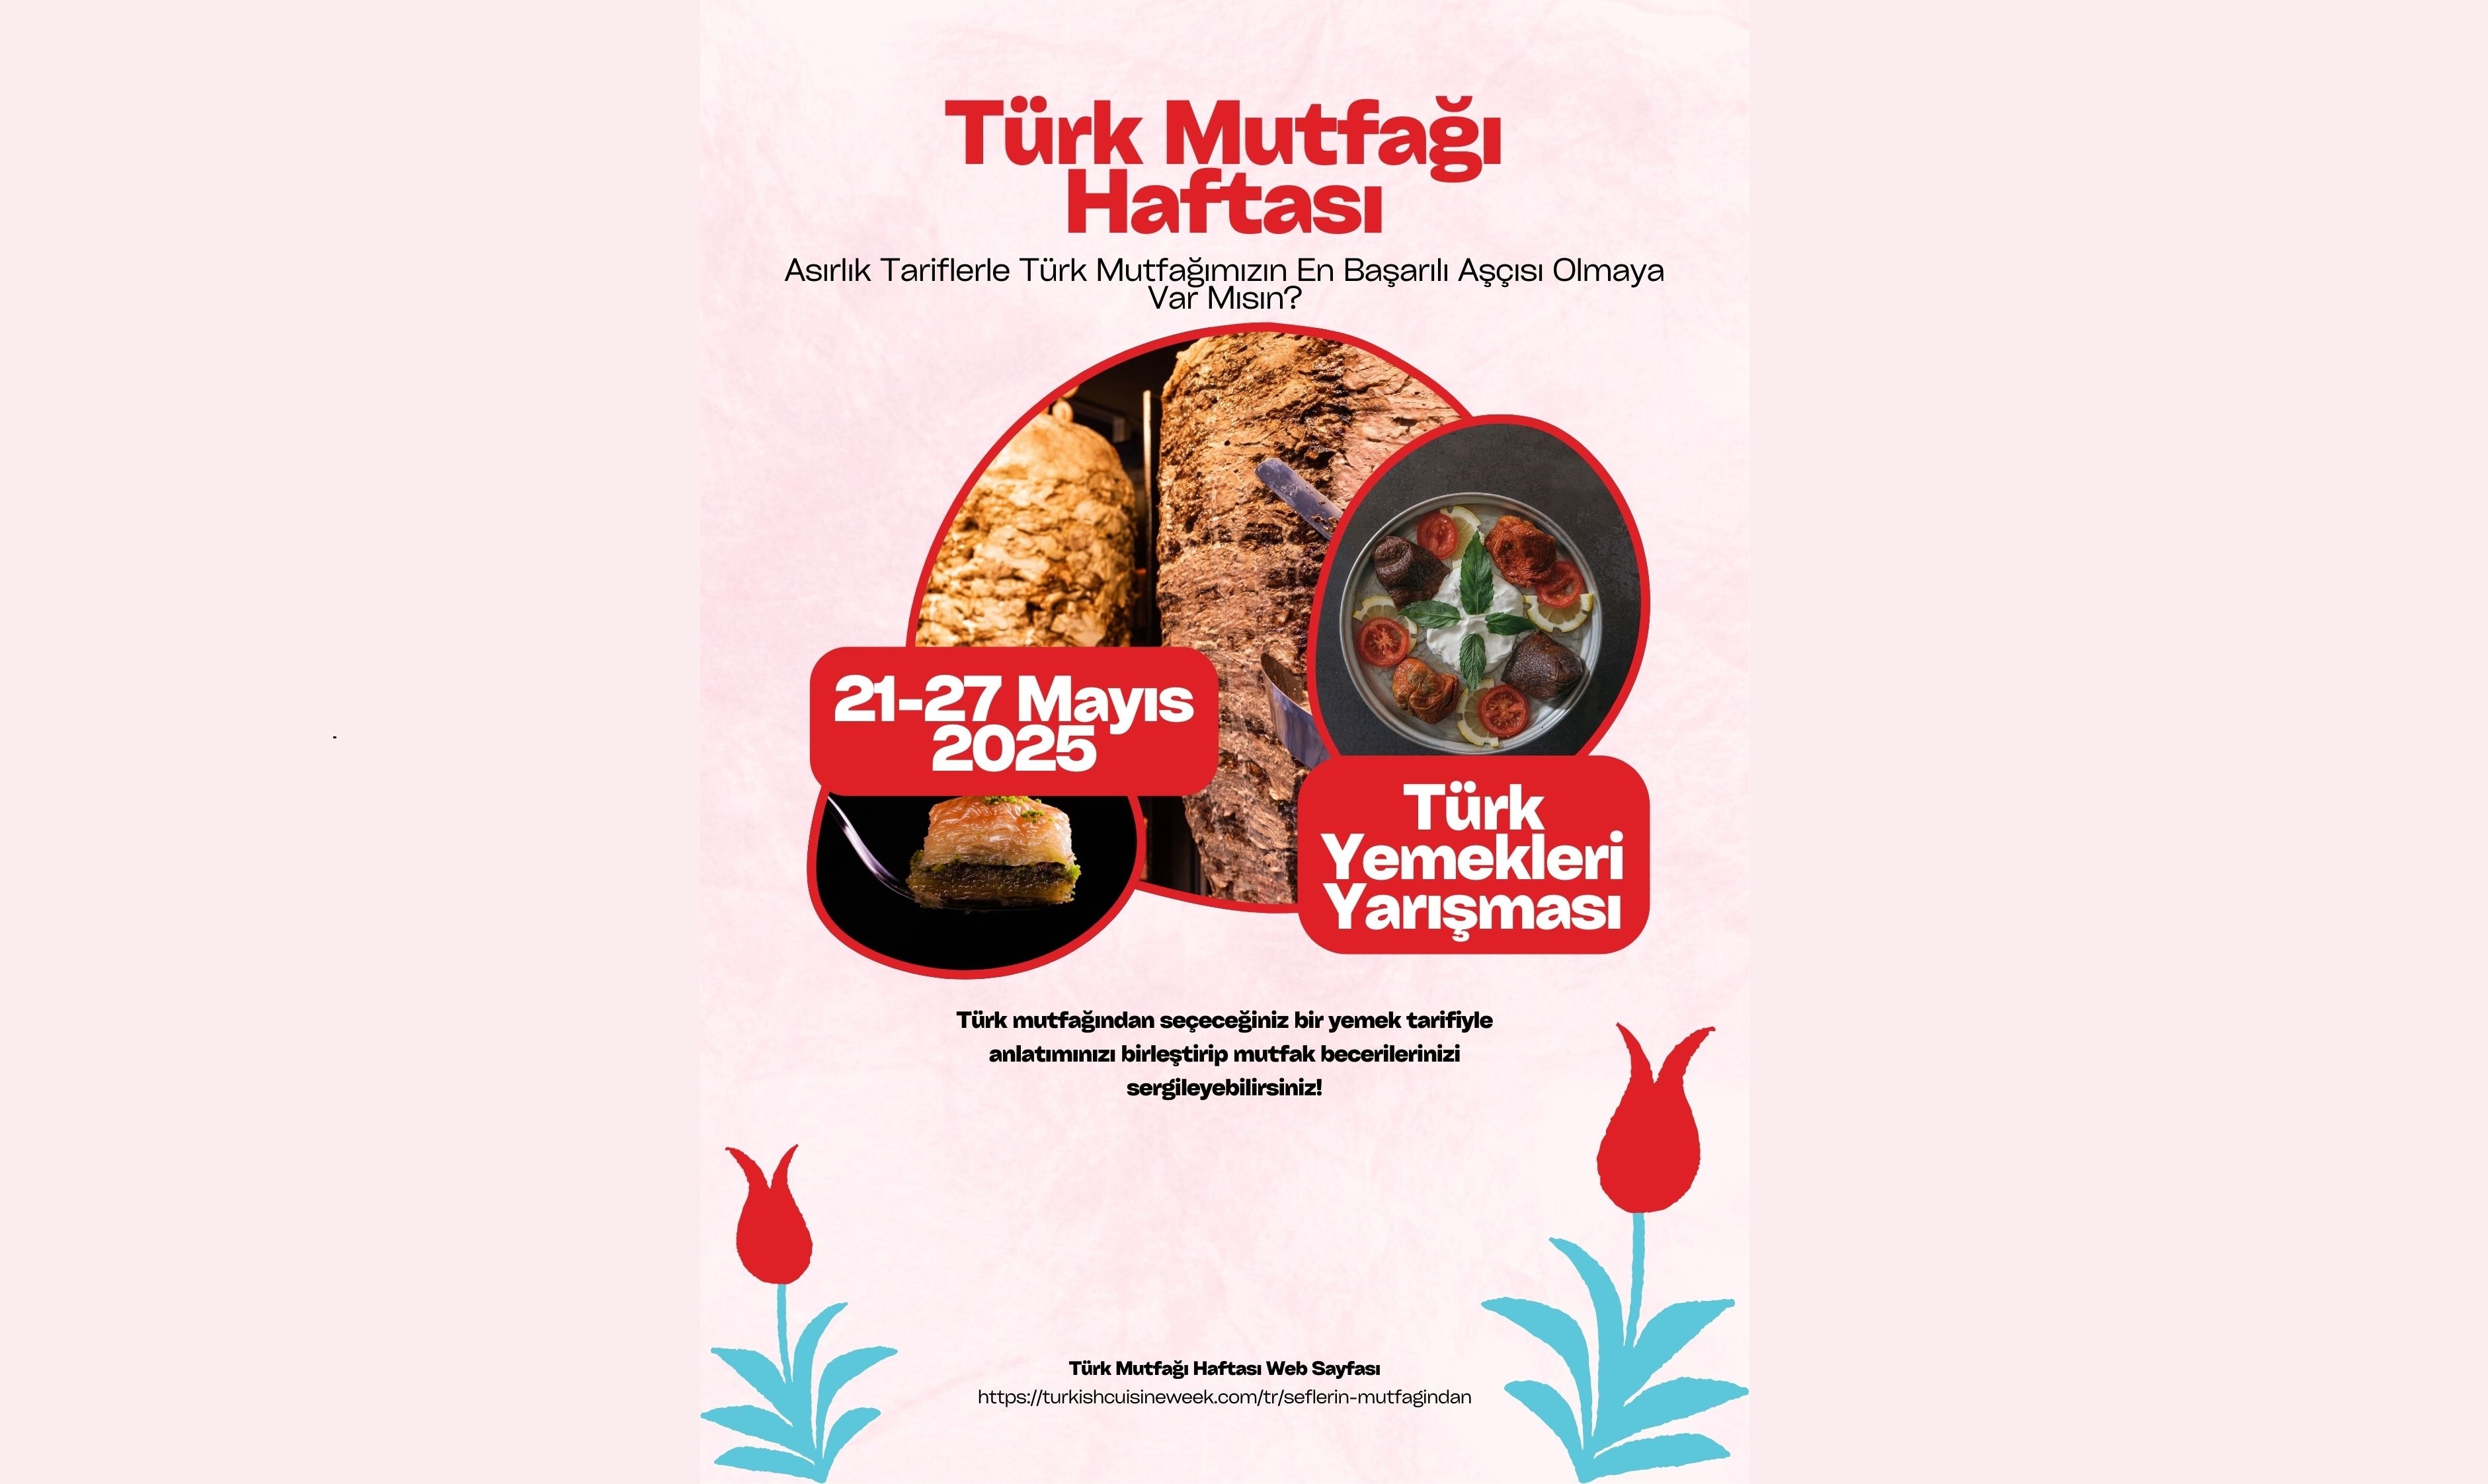 Türk Mutfağı
Haftası
Asırlık Tariflerle Türk Mutfağımızın En Başarılı Aşçısı Olmaya
Var Mısın?
21-27 Mayıs
2025
Türk
Yemekleri
Yarışması
Türk mutfağından seçeceğiniz bir yemek tarifiyle
anlatımınızı birleştirip mutfak becerilerinizi
sergileyebilirsiniz!
Türk Mutfağı Haftası Web Sayfası
https://turkishcuisineweek.com/tr/seflerin-mutfagindan